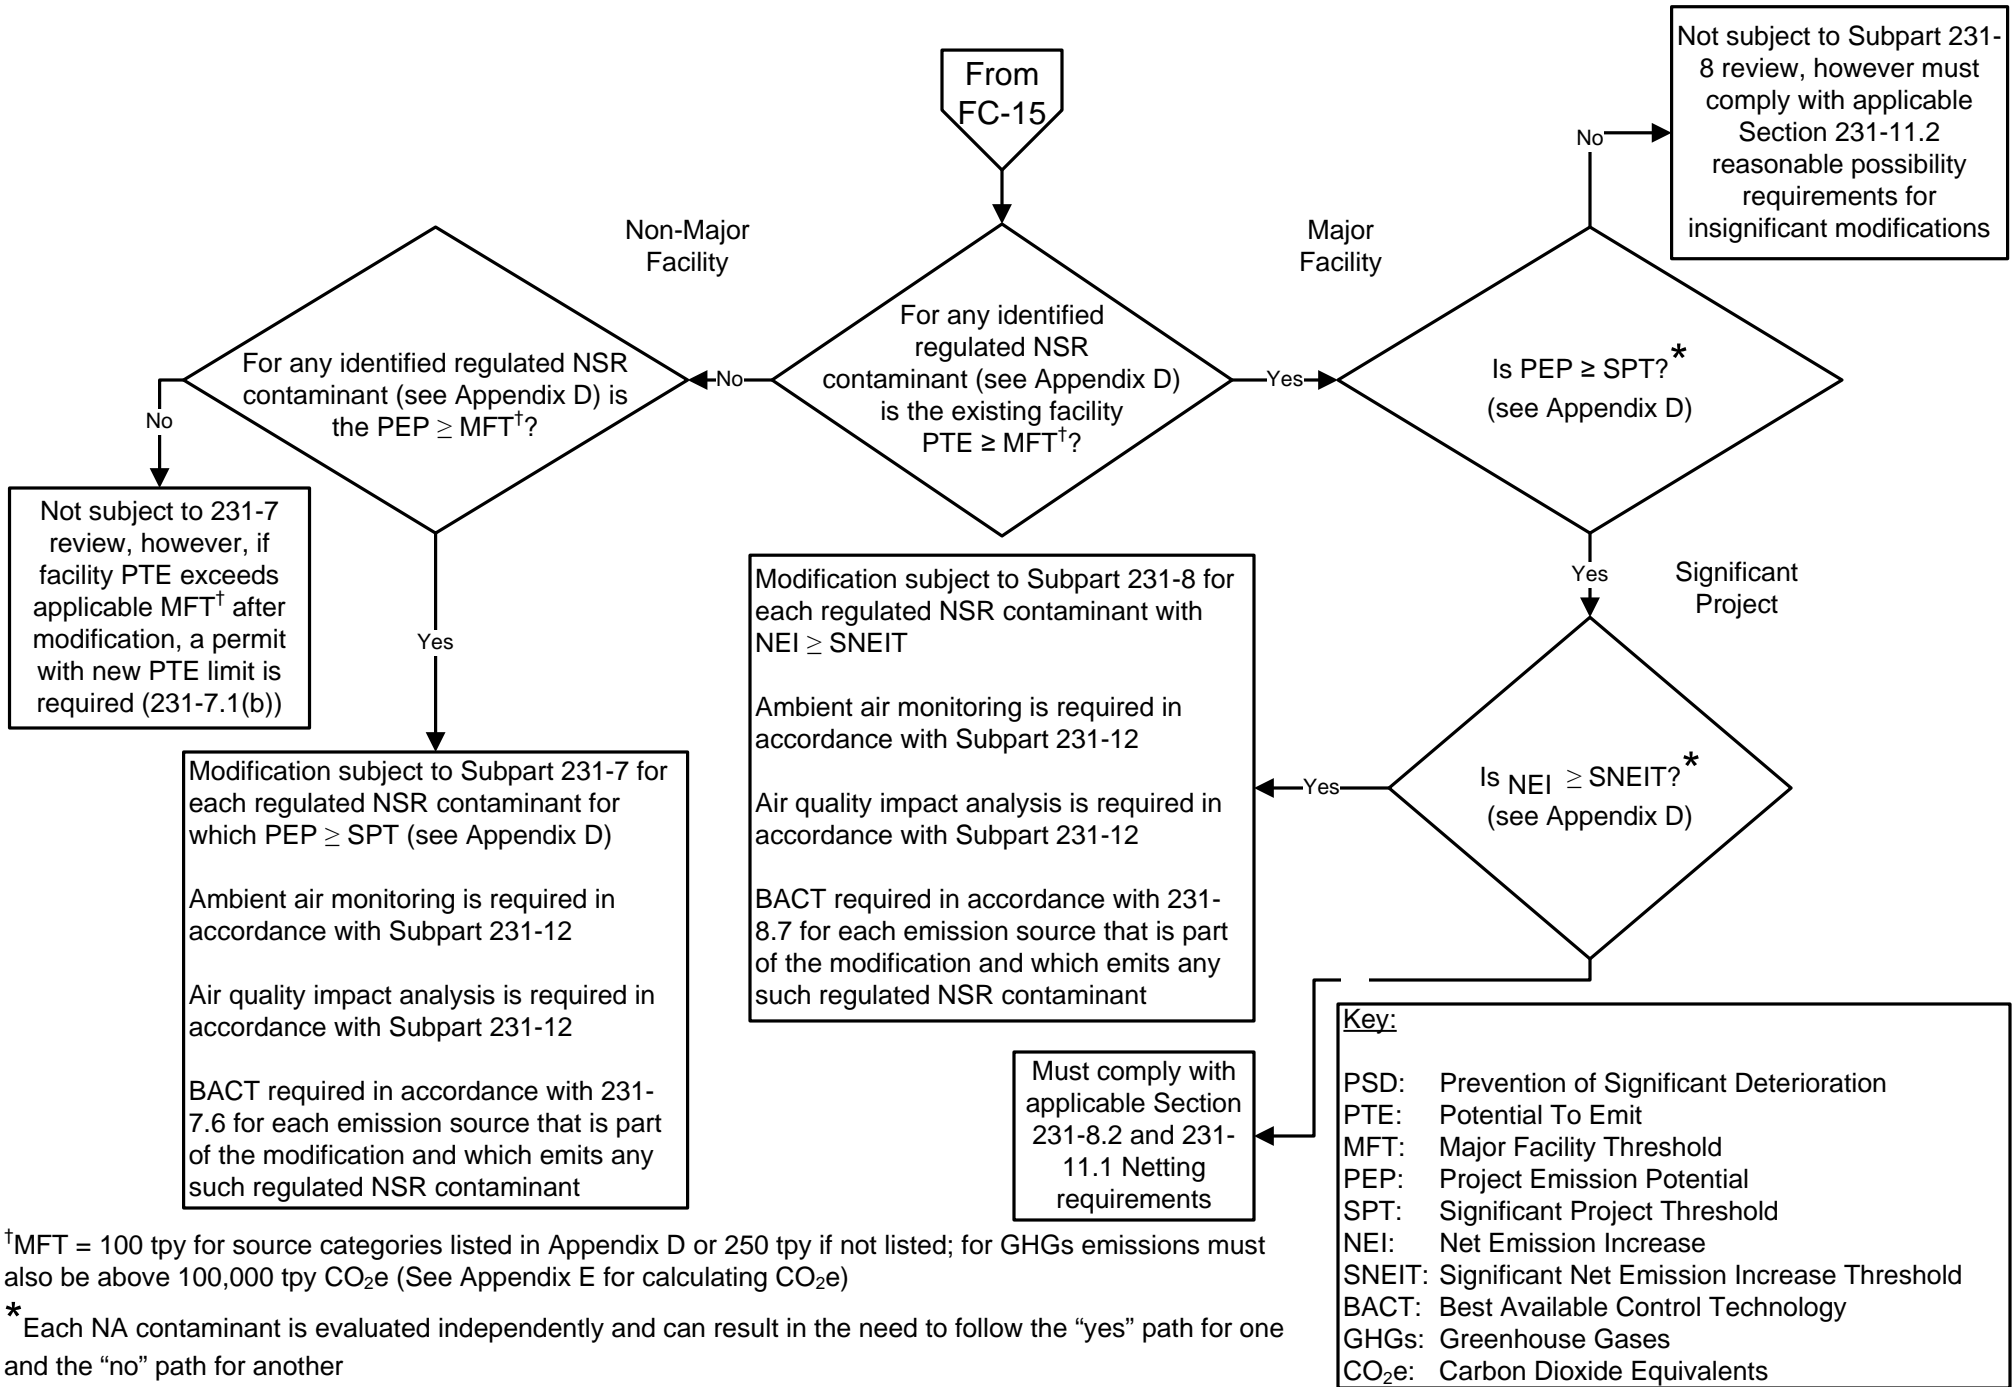 From
FC-15
Not subject to Subpart 231-
8 review, however must
comply with applicable
Section 231-11.2
reasonable possibility
requirements for
insignificant modifications
No
Non-Major
Facility
Major
Facility
For any identified regulated NSR
contaminant (see Appendix D) is
the PEP ≥ MFT†?
No
For any identified
regulated NSR
contaminant (see Appendix D)
is the existing facility
PTE ≥ MFT†?
Yes
Is PEP ≥ SPT?*
(see Appendix D)
No
Not subject to 231-7
review, however, if
facility PTE exceeds
applicable MFT† after
modification, a permit
with new PTE limit is
required (231-7.1(b))
Yes
Modification subject to Subpart 231-8 for
each regulated NSR contaminant with
NEI ≥ SNEIT
Ambient air monitoring is required in
accordance with Subpart 231-12
Air quality impact analysis is required in
accordance with Subpart 231-12
BACT required in accordance with 231-
8.7 for each emission source that is part
of the modification and which emits any
such regulated NSR contaminant
Yes
Significant
Project
Yes
Is NEI ≥ SNEIT?*
(see Appendix D)
Modification subject to Subpart 231-7 for
each regulated NSR contaminant for
which PEP ≥ SPT (see Appendix D)
Ambient air monitoring is required in
accordance with Subpart 231-12
Air quality impact analysis is required in
accordance with Subpart 231-12
BACT required in accordance with 231-
7.6 for each emission source that is part
of the modification and which emits any
such regulated NSR contaminant
Must comply with
applicable Section
231-8.2 and 231-
11.1 Netting
requirements
Key:
PSD: Prevention of Significant Deterioration
PTE: Potential To Emit
MFT: Major Facility Threshold
PEP: Project Emission Potential
SPT: Significant Project Threshold
NEI: Net Emission Increase
SNEIT: Significant Net Emission Increase Threshold
BACT: Best Available Control Technology
GHGs: Greenhouse Gases
CO₂e: Carbon Dioxide Equivalents
†MFT = 100 tpy for source categories listed in Appendix D or 250 tpy if not listed; for GHGs emissions must
also be above 100,000 tpy CO₂e (See Appendix E for calculating CO₂e)
*Each NA contaminant is evaluated independently and can result in the need to follow the “yes” path for one
and the “no” path for another